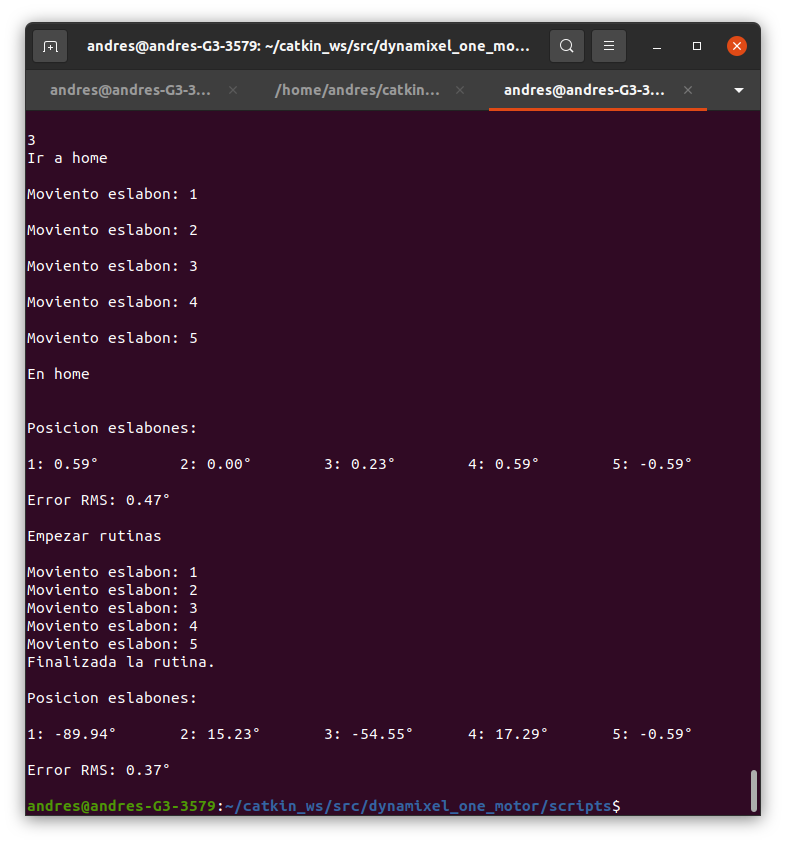 andres@andres-G3-3579: ~/catkin_ws/src/dynamixel_one_mo...
andres@andres-G3-3... /home/andres/catkin... andres@andres-G3-3...
3
Ir a home
Moviento eslabon: 1
Moviento eslabon: 2
Moviento eslabon: 3
Moviento eslabon: 4
Moviento eslabon: 5
En home
Posicion eslabones:
1: 0.59° 2: 0.00° 3: 0.23° 4: 0.59° 5: -0.59°
Error RMS: 0.47°
Empezar rutinas
Moviento eslabon: 1
Moviento eslabon: 2
Moviento eslabon: 3
Moviento eslabon: 4
Moviento eslabon: 5
Finalizada la rutina.
Posicion eslabones:
1: -89.94° 2: 15.23° 3: -54.55° 4: 17.29° 5: -0.59°
Error RMS: 0.37°
andres@andres-G3-3579:~/catkin_ws/src/dynamixel_one_motor/scripts$